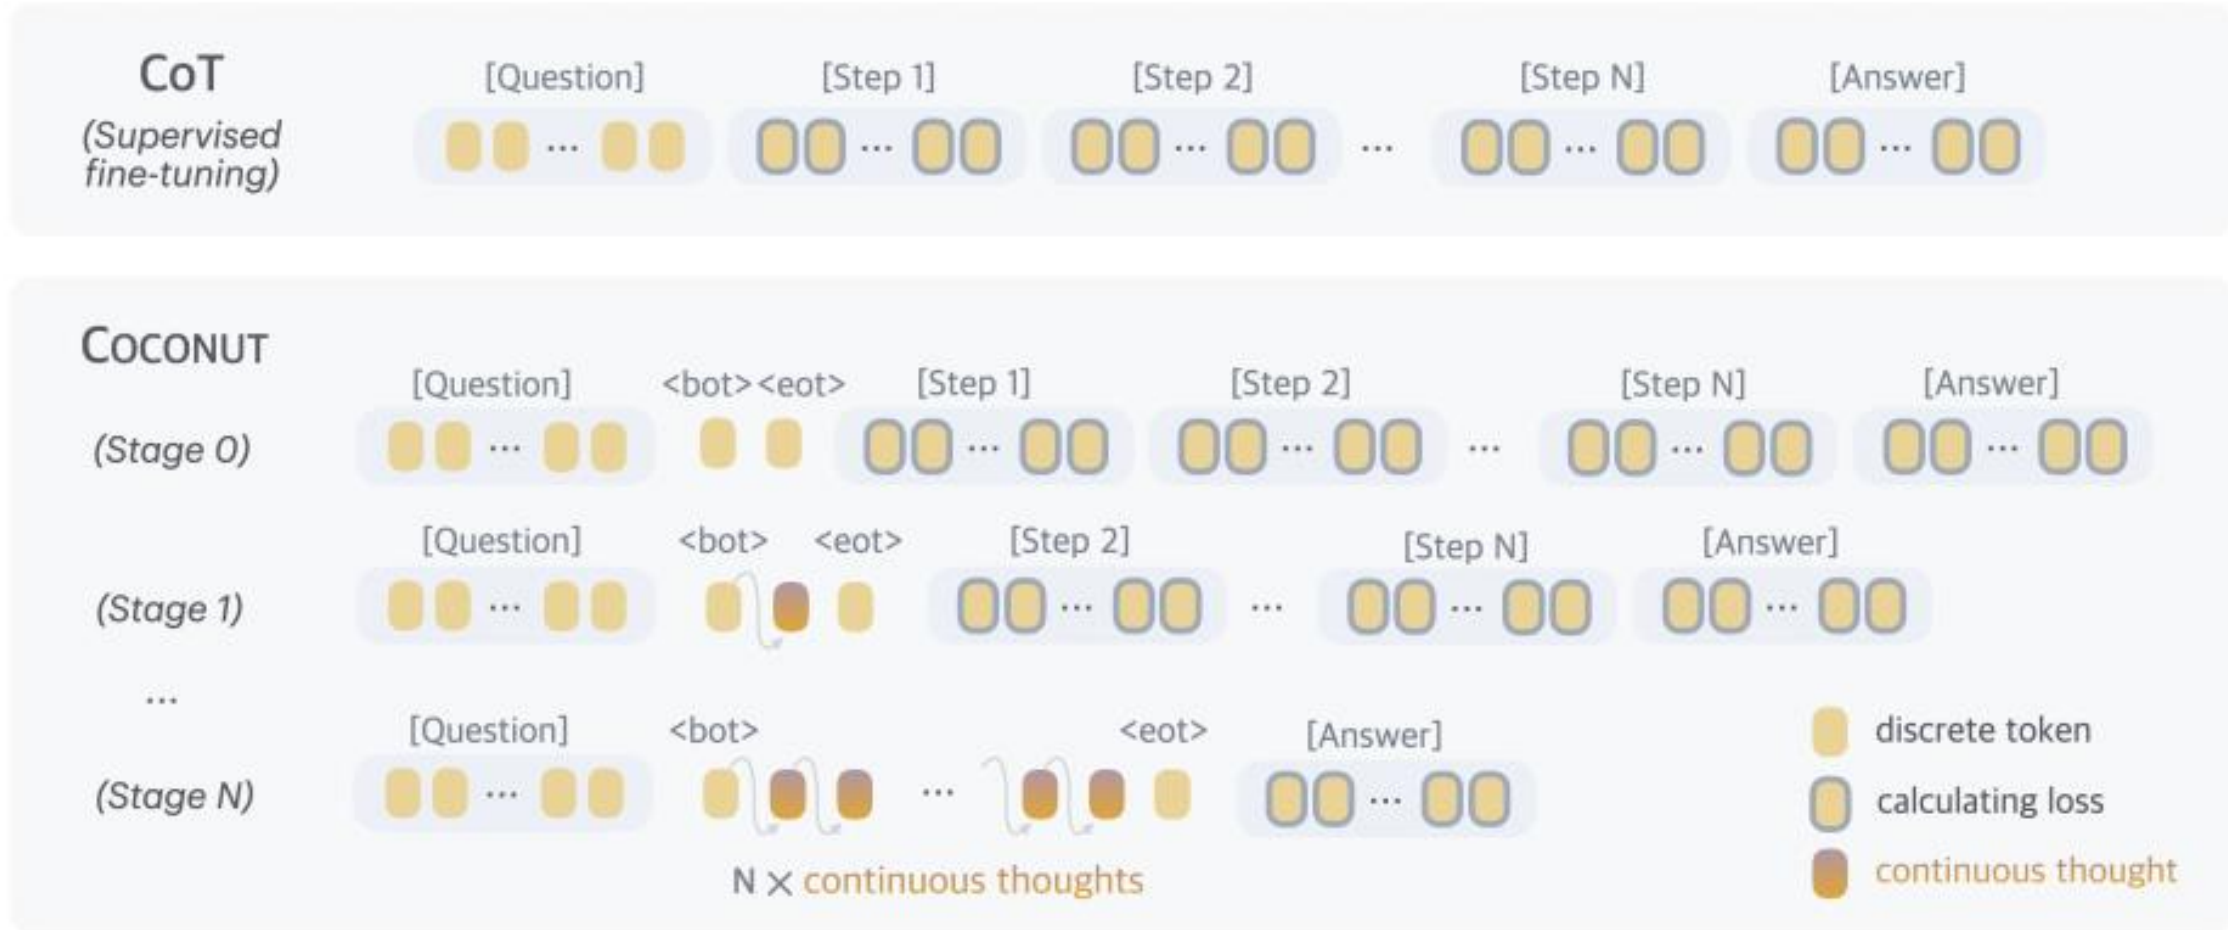 CoT
(Supervised
fine-tuning)
[Question] [Step 1] [Step 2] [Step N] [Answer]
... ... ... ... ... ...
COCONUT
[Question] <bot> <eot> [Step 1] [Step 2] [Step N] [Answer]
(Stage 0) ... ... ... ... ... ...
[Question] <bot> <eot> [Step 2] [Step N] [Answer]
(Stage 1) ... ... ... ... ...
...
[Question] <bot> <eot> [Answer]
(Stage N) ... ... ...
N × continuous thoughts
discrete token
calculating loss
continuous thought